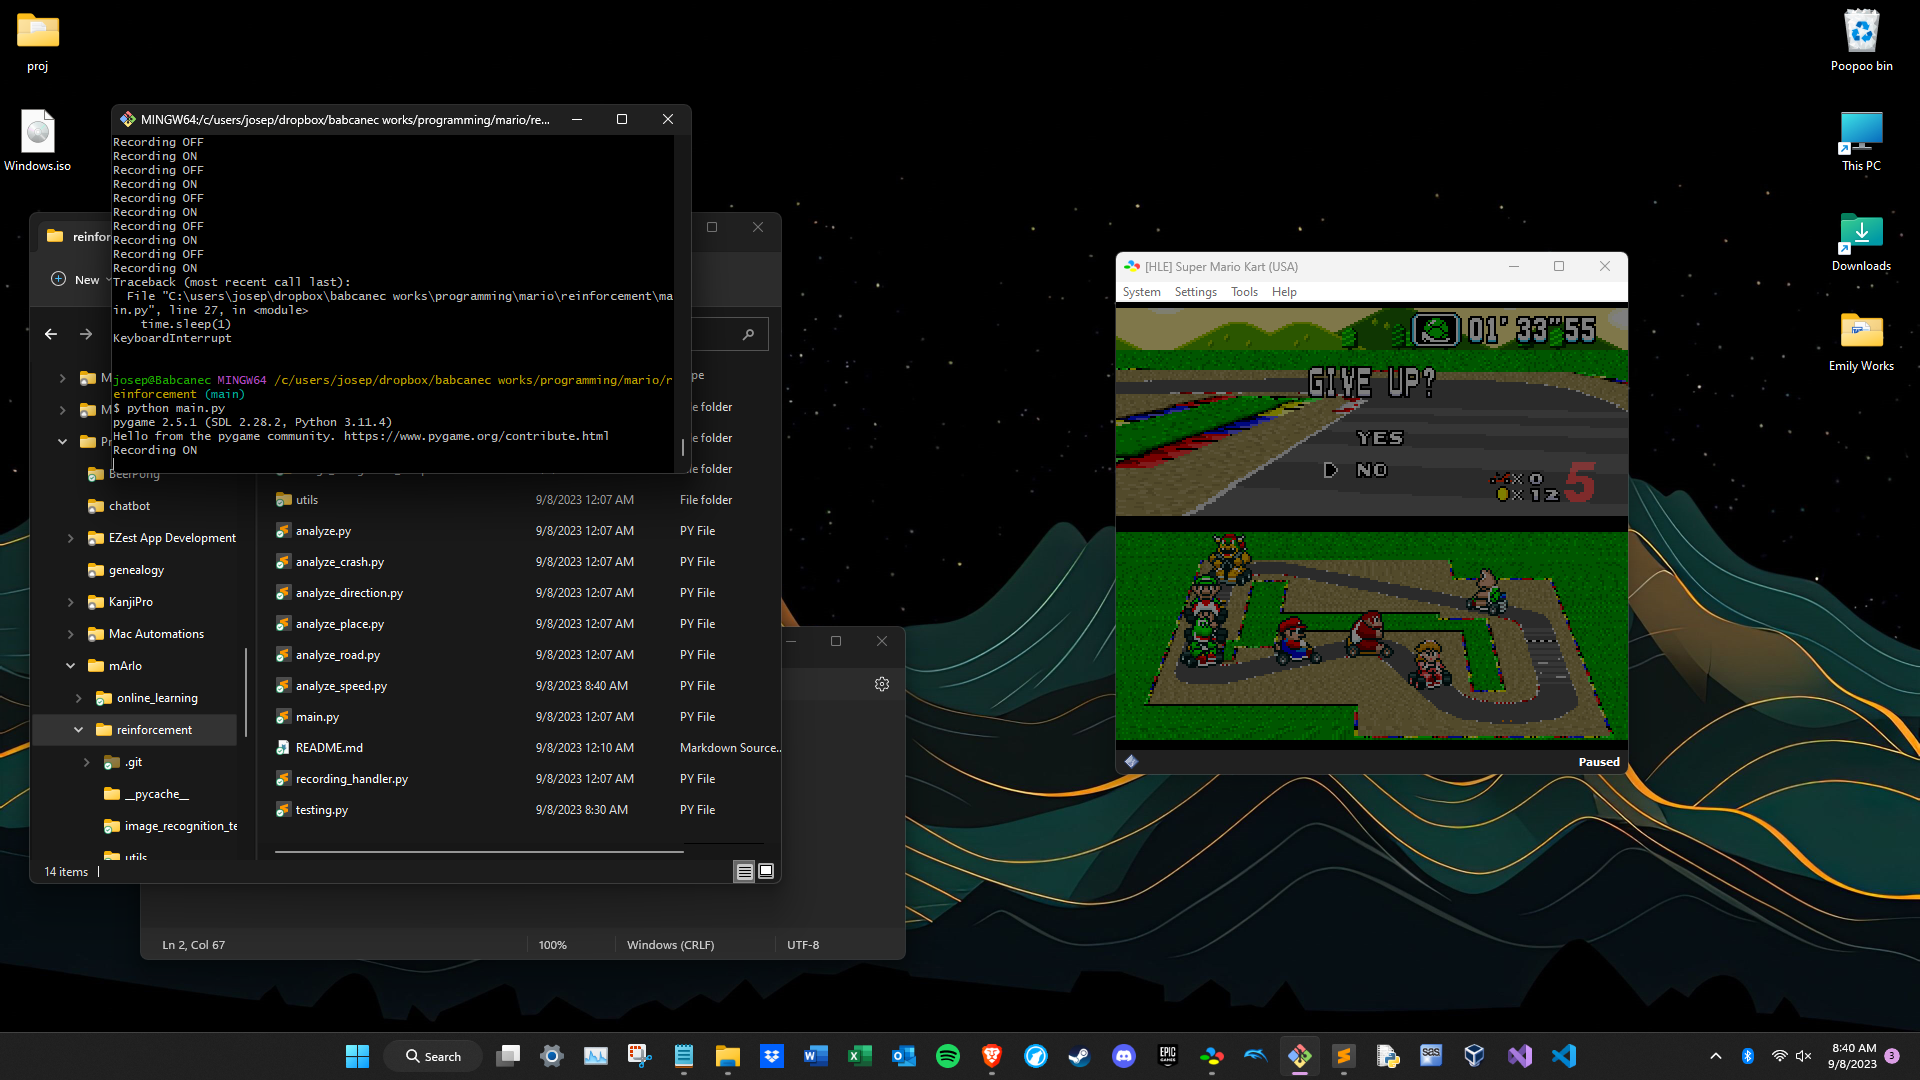 proj
Windows.iso
Poopoo bin
This PC
Downloads
Emily Works
MINGW64:/c/users/josep/dropbox/babcanec works/programming/mario/re...
Recording OFF
Recording ON
Recording OFF
Recording ON
Recording OFF
Recording ON
Recording OFF
Recording ON
Recording OFF
Recording ON
Traceback (most recent call last):
File "C:\users\josep\dropbox\babcanec works\programming\mario\reinforcement\ma
in.py", line 27, in <module>
time.sleep(1)
KeyboardInterrupt
josep@Babcanec MINGW64 /c/users/josep/dropbox/babcanec works/programming/mario/r
einforcement (main)
$ python main.py
pygame 2.5.1 (SDL 2.28.2, Python 3.11.4)
Hello from the pygame community. https://www.pygame.org/contribute.html
Recording ON
New
BeerPong
chatbot
EZest App Development
genealogy
KanjiPro
Mac Automations
mArlo
online_learning
reinforcement
.git
__pycache__
image_recognition_te
utils
utils 9/8/2023 12:07 AM File folder
analyze.py 9/8/2023 12:07 AM PY File
analyze_crash.py 9/8/2023 12:07 AM PY File
analyze_direction.py 9/8/2023 12:07 AM PY File
analyze_place.py 9/8/2023 12:07 AM PY File
analyze_road.py 9/8/2023 12:07 AM PY File
analyze_speed.py 9/8/2023 8:40 AM PY File
main.py 9/8/2023 12:07 AM PY File
README.md 9/8/2023 12:10 AM Markdown Source...
recording_handler.py 9/8/2023 12:07 AM PY File
testing.py 9/8/2023 8:30 AM PY File
14 items
Ln 2, Col 67 100% Windows (CRLF) UTF-8
[HLE] Super Mario Kart (USA)
System Settings Tools Help
01'33"55
GIVE UP?
YES
NO
x 0
x 12
5
Paused
Search
8:40 AM
9/8/2023
3